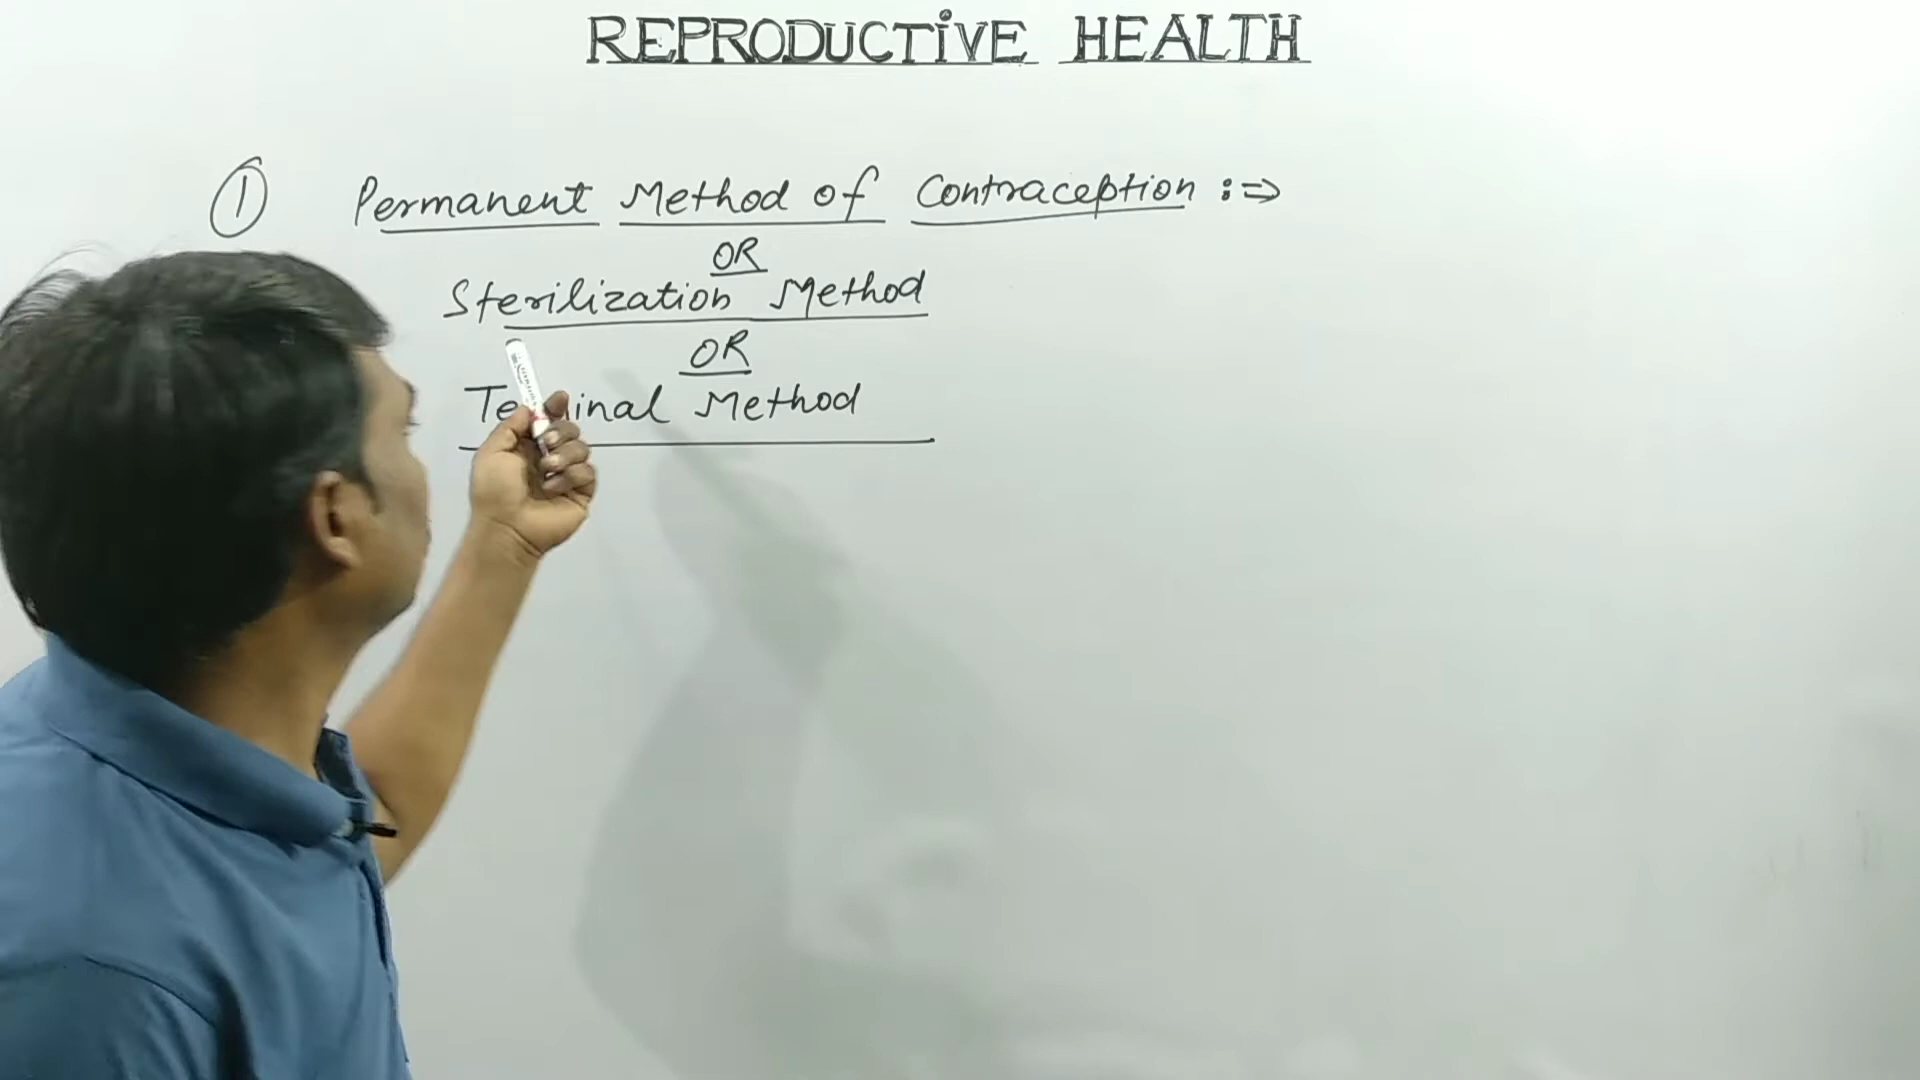 REPRODUCTIVE HEALTH
① Permanent Method of Contraception :⇒
OR
Sterilization Method
OR
Method